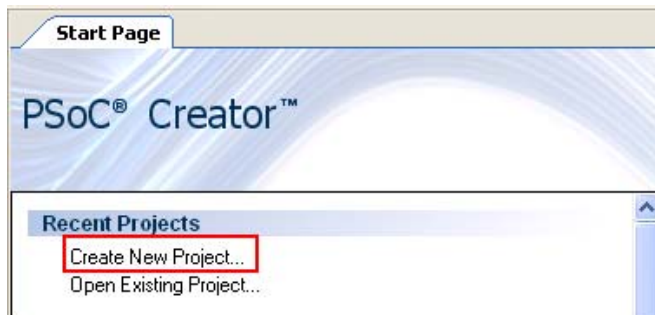 Start Page
PSoC® Creator™
Recent Projects
Create New Project...
Open Existing Project...